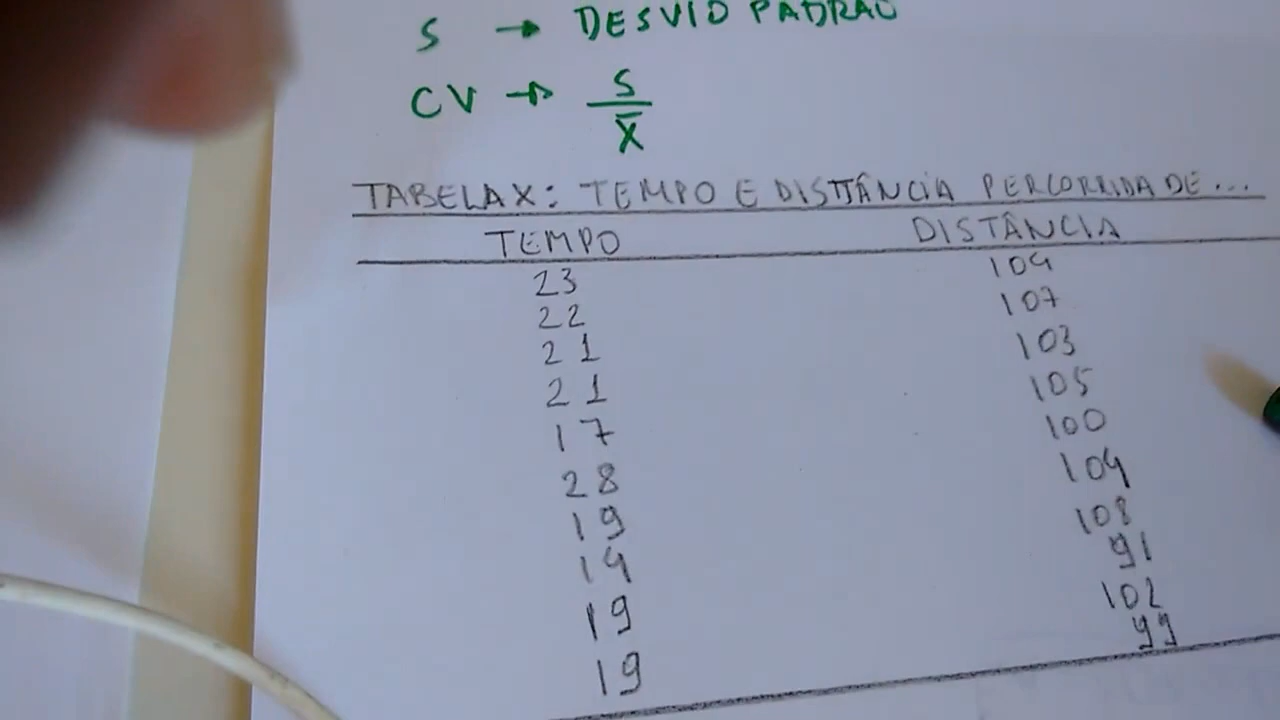 S → DESVIO PADRÃO
CV → S
X̄
TABELA X: TEMPO E DISTÂNCIA PERCORRIDA DE...
TEMPO DISTÂNCIA
23 104
22 107
21 103
21 105
17 100
28 104
19 108
14 91
19 102
19 99